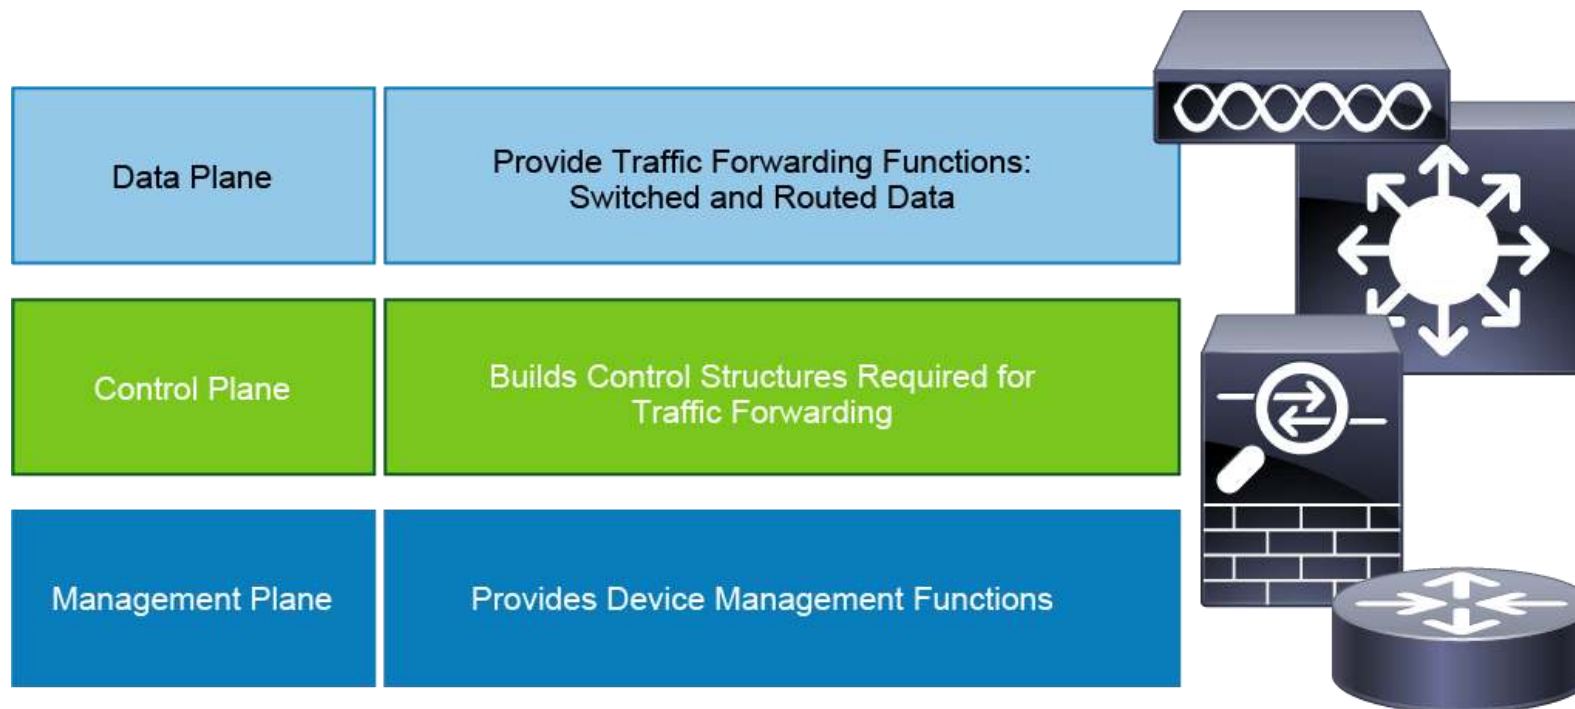 Data Plane
Provide Traffic Forwarding Functions:
Switched and Routed Data
Control Plane
Builds Control Structures Required for
Traffic Forwarding
Management Plane
Provides Device Management Functions